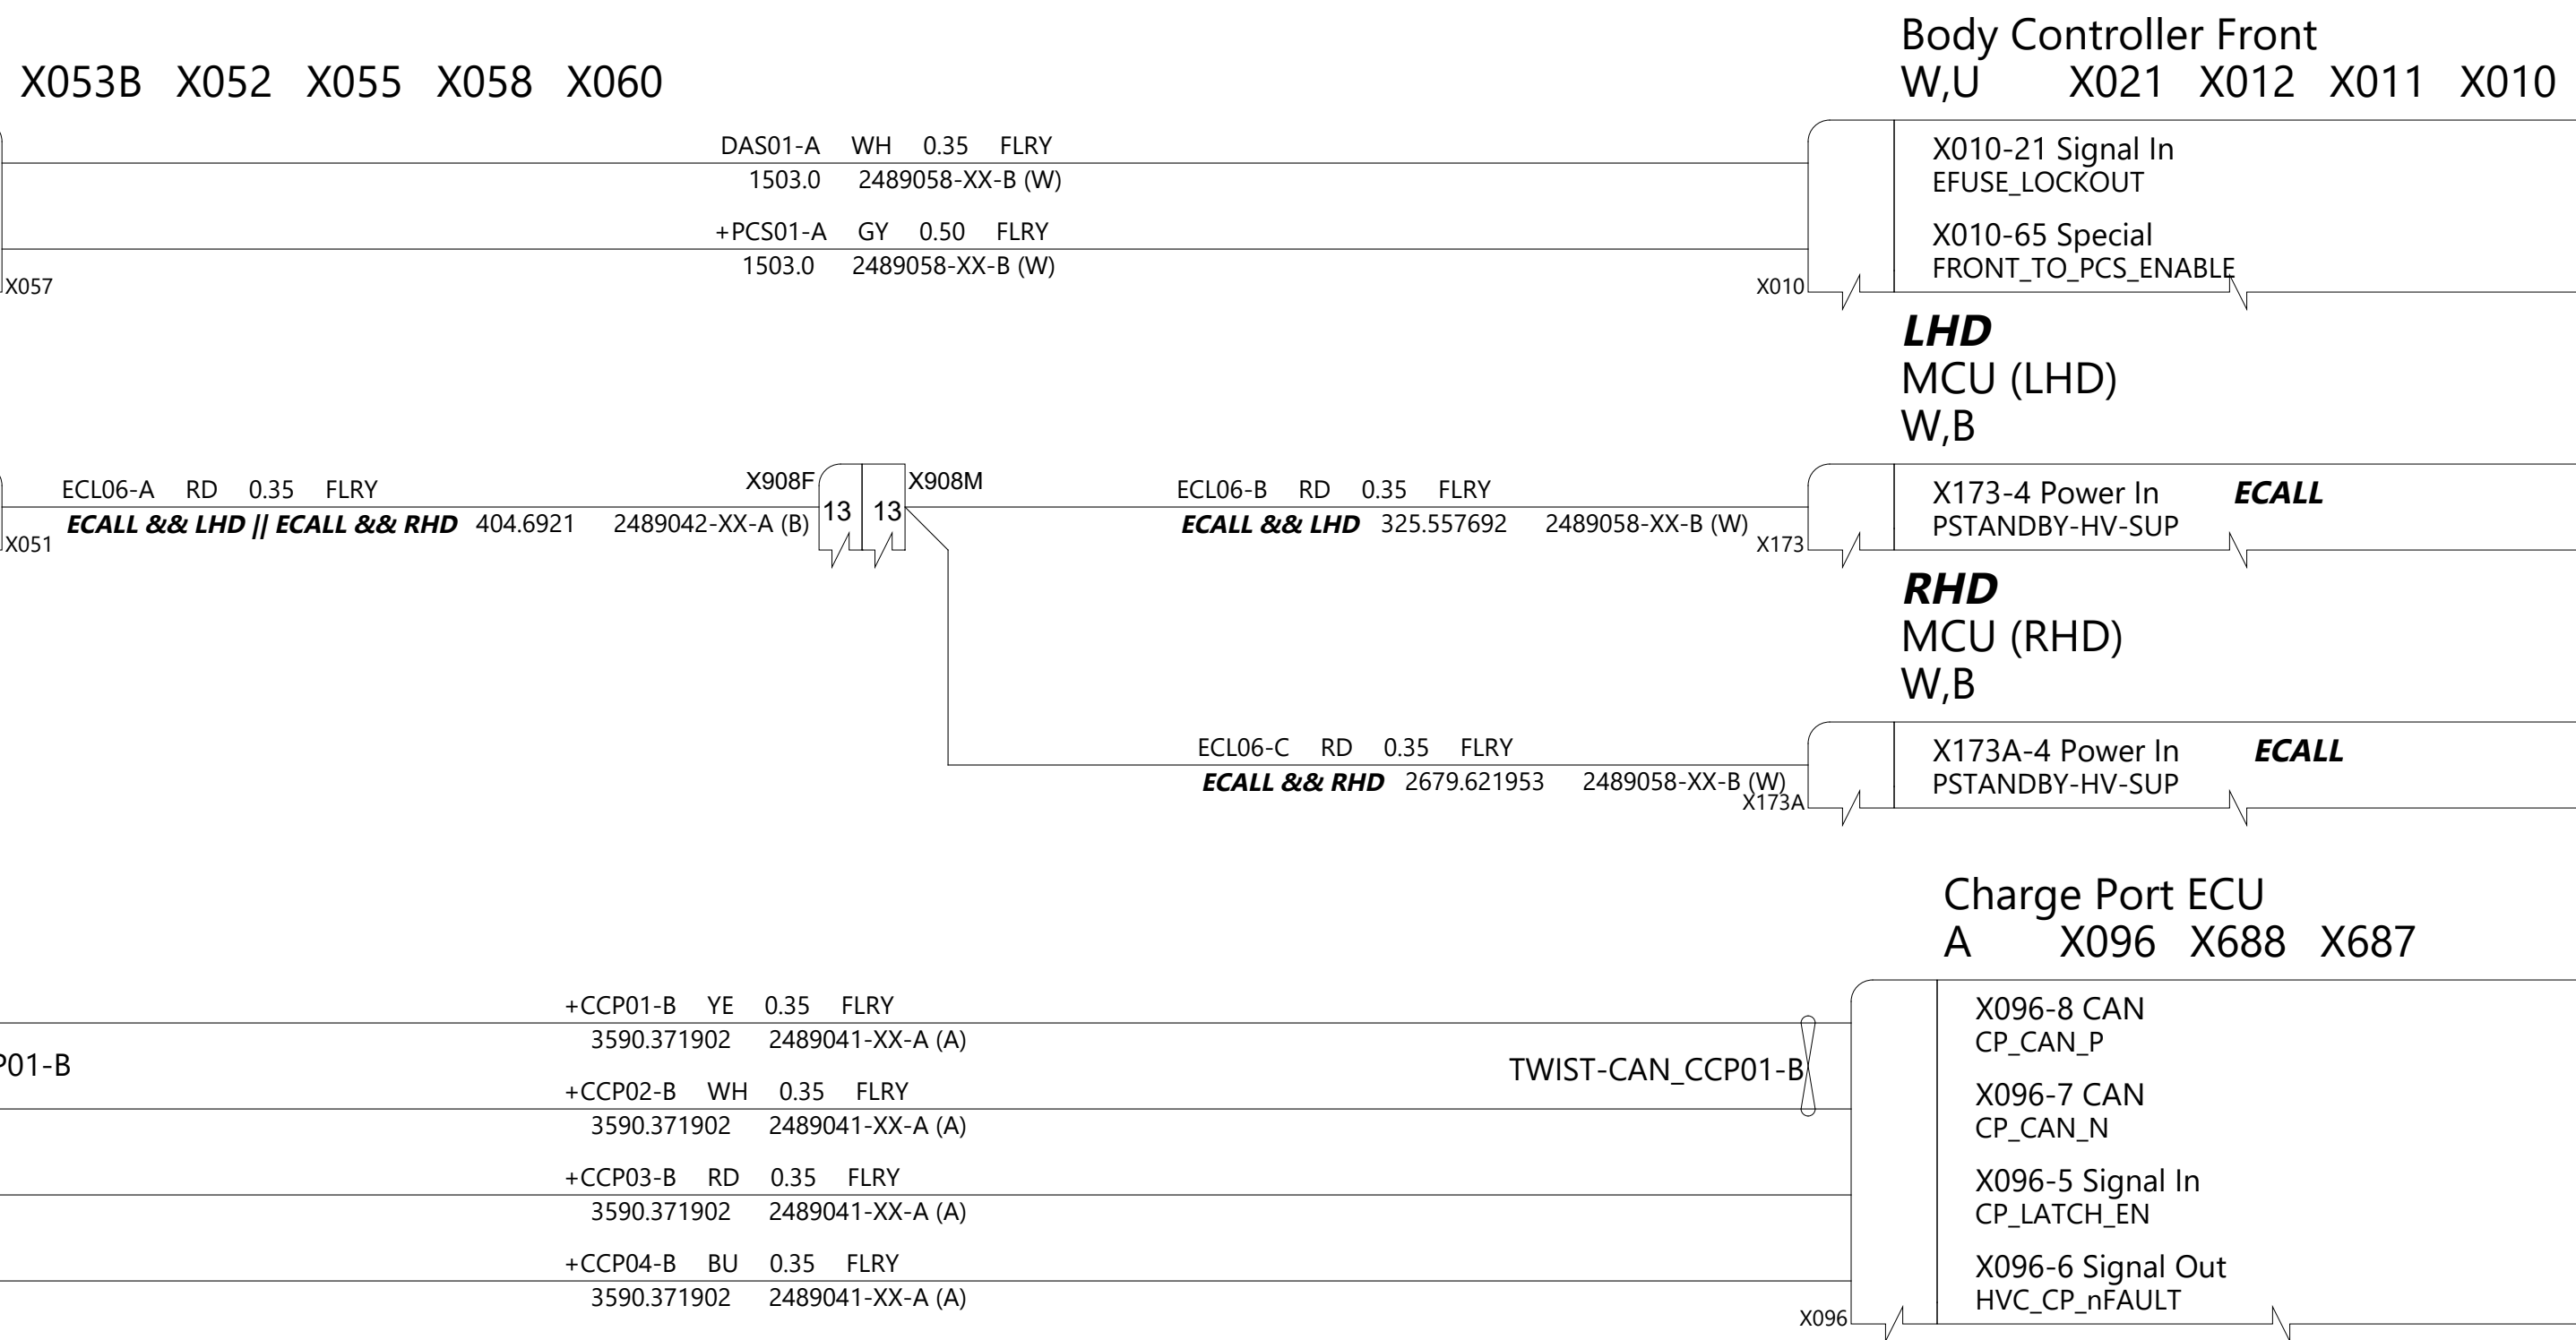 X053B X052 X055 X058 X060
Body Controller Front
W,U X021 X012 X011 X010
DAS01-A WH 0.35 FLRY
1503.0 2489058-XX-B (W)
X010-21 Signal In
EFUSE_LOCKOUT
+PCS01-A GY 0.50 FLRY
1503.0 2489058-XX-B (W)
X010-65 Special
FRONT_TO_PCS_ENABLE
X057
X010
LHD
MCU (LHD)
W,B
ECL06-A RD 0.35 FLRY
ECALL && LHD || ECALL && RHD 404.6921 2489042-XX-A (B)
X051
X908F
13
13
X908M
ECL06-B RD 0.35 FLRY
ECALL && LHD 325.557692 2489058-XX-B (W)
X173
X173-4 Power In ECALL
PSTANDBY-HV-SUP
RHD
MCU (RHD)
W,B
ECL06-C RD 0.35 FLRY
ECALL && RHD 2679.621953 2489058-XX-B (W)
X173A
X173A-4 Power In ECALL
PSTANDBY-HV-SUP
Charge Port ECU
A X096 X688 X687
+CCP01-B YE 0.35 FLRY
3590.371902 2489041-XX-A (A)
X096-8 CAN
CP_CAN_P
P01-B
TWIST-CAN_CCP01-B
+CCP02-B WH 0.35 FLRY
3590.371902 2489041-XX-A (A)
X096-7 CAN
CP_CAN_N
+CCP03-B RD 0.35 FLRY
3590.371902 2489041-XX-A (A)
X096-5 Signal In
CP_LATCH_EN
+CCP04-B BU 0.35 FLRY
3590.371902 2489041-XX-A (A)
X096-6 Signal Out
HVC_CP_nFAULT
X096